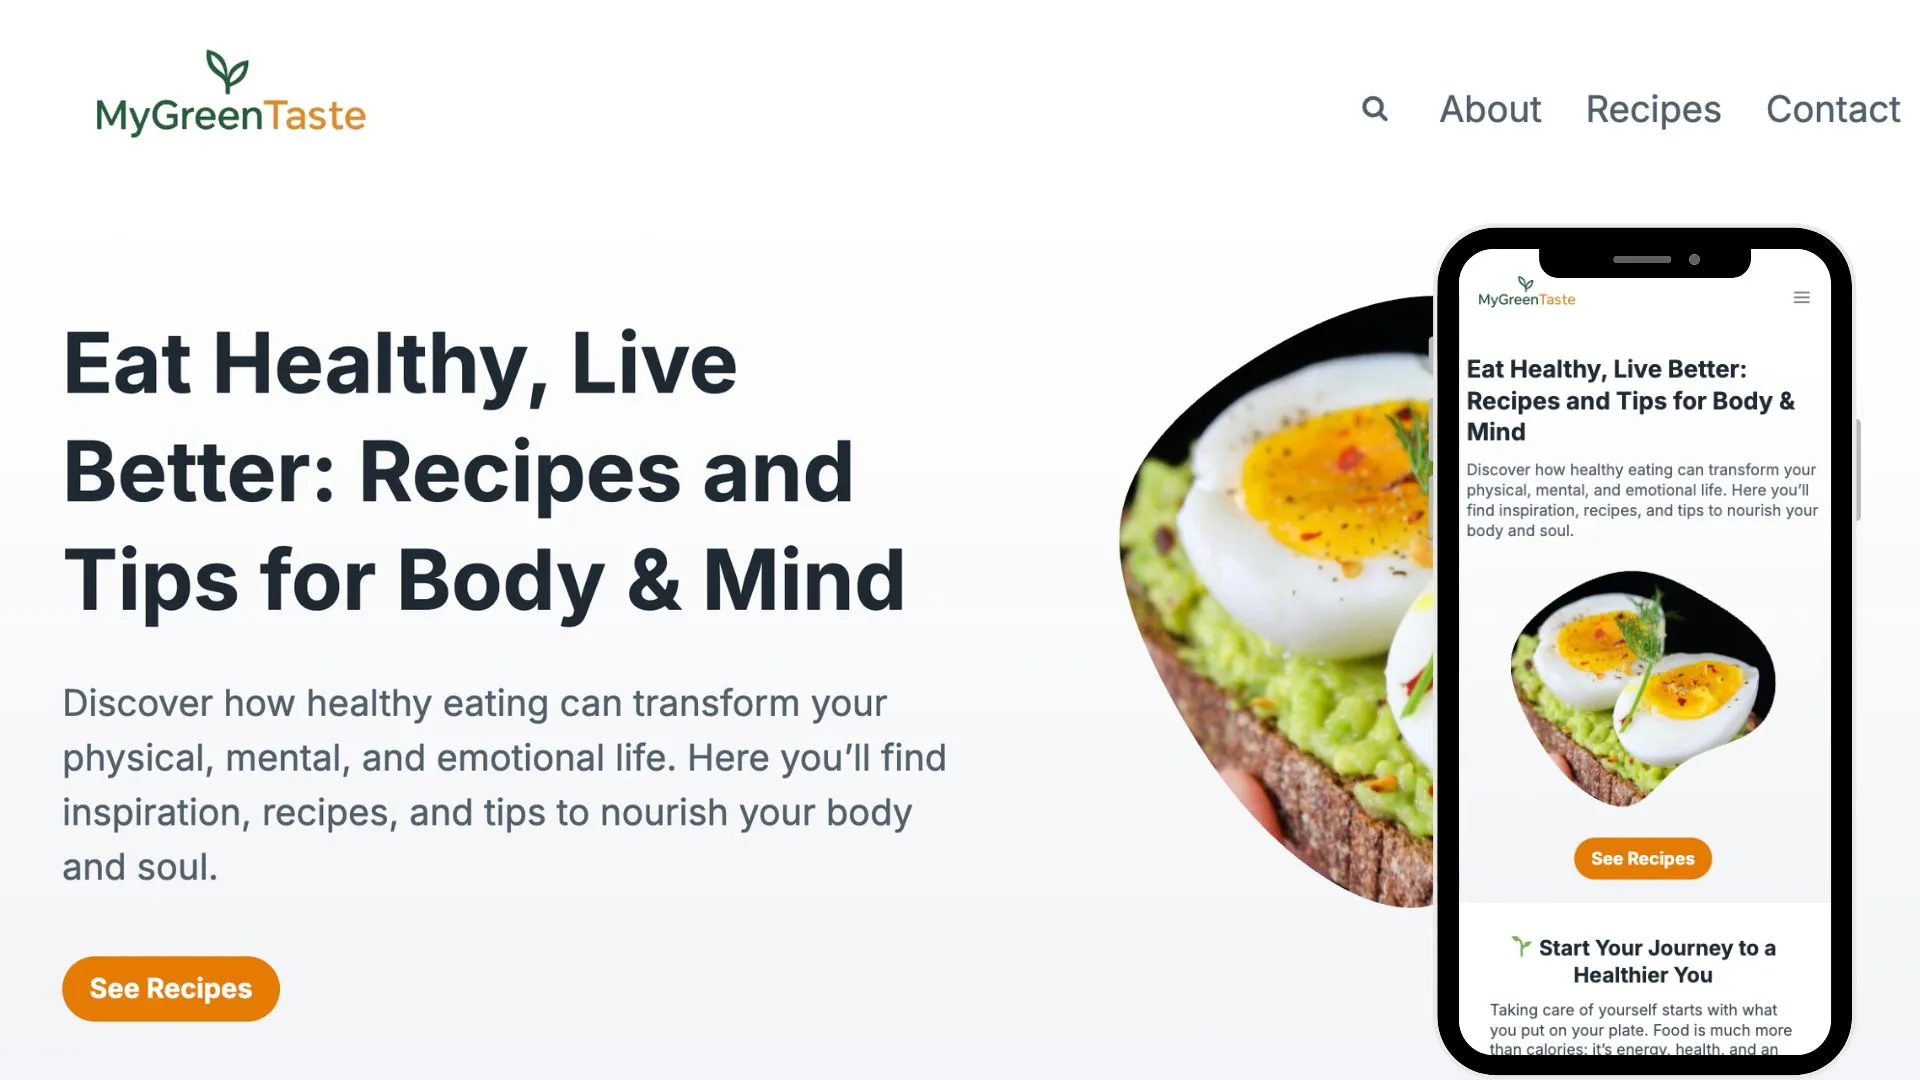 MyGreenTaste
About Recipes Contact
Eat Healthy, Live
Better: Recipes and
Tips for Body & Mind
Discover how healthy eating can transform your
physical, mental, and emotional life. Here you’ll find
inspiration, recipes, and tips to nourish your body
and soul.
See Recipes
MyGreenTaste
Eat Healthy, Live Better:
Recipes and Tips for Body &
Mind
Discover how healthy eating can transform your
physical, mental, and emotional life. Here you’ll
find inspiration, recipes, and tips to nourish your
body and soul.
See Recipes
Start Your Journey to a
Healthier You
Taking care of yourself starts with what
you put on your plate. Food is much more
than calories: it’s energy, health, and an